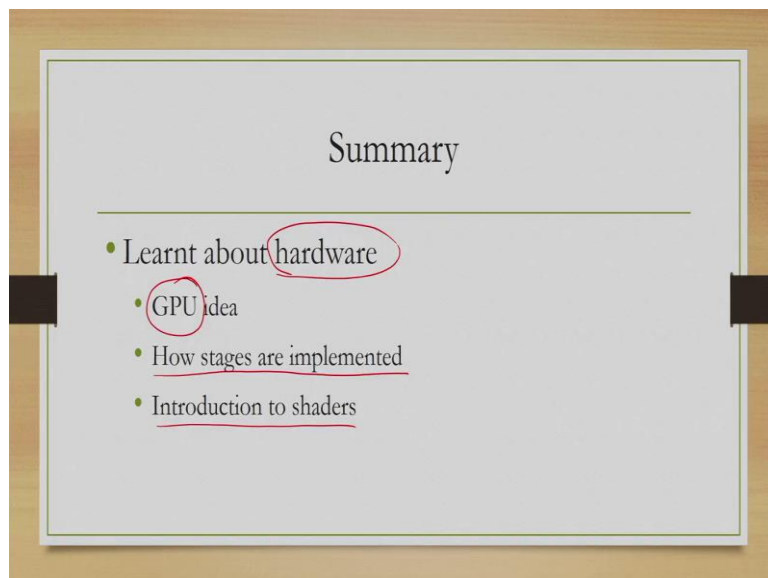 Summary
• Learnt about hardware
• GPU idea
• How stages are implemented
• Introduction to shaders